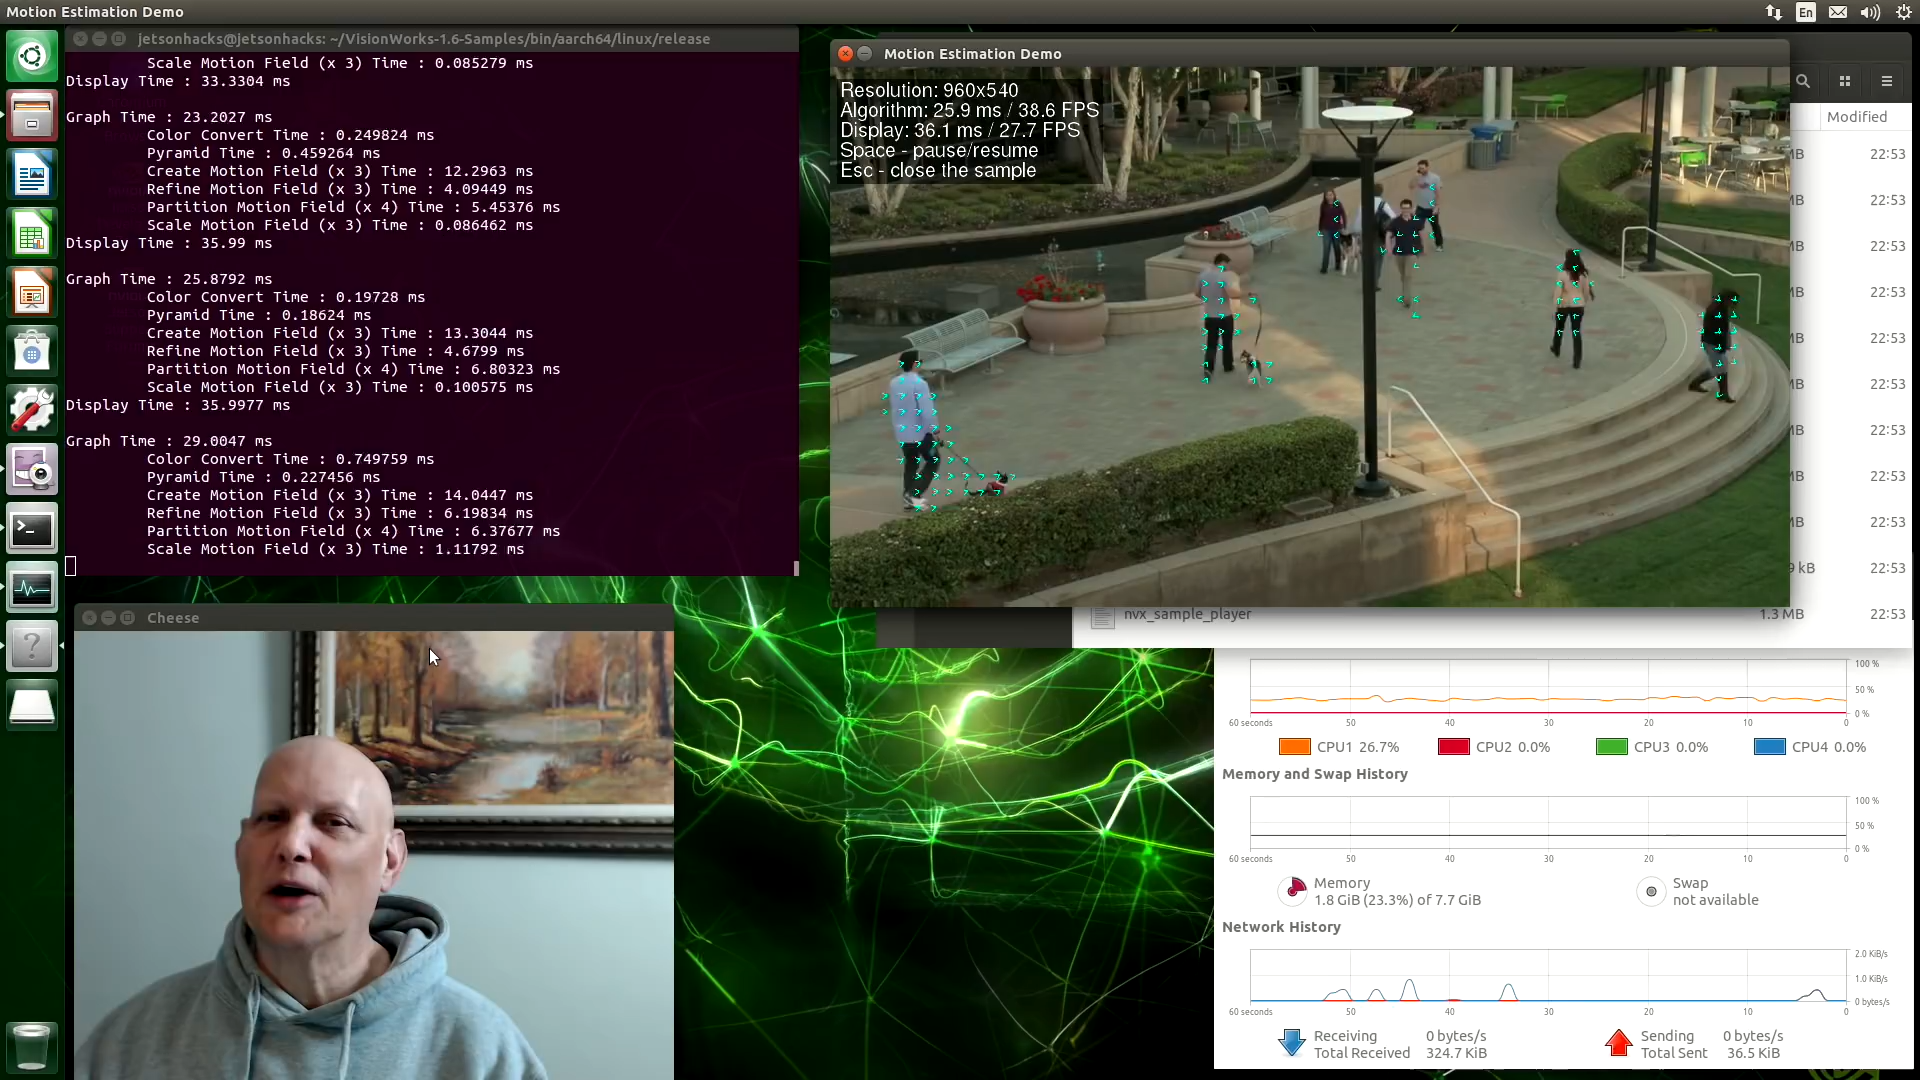 Motion Estimation Demo
En
jetsonhacks@jetsonhacks: ~/VisionWorks-1.6-Samples/bin/aarch64/linux/release
Scale Motion Field (x 3) Time : 0.085279 ms
Display Time : 33.3304 ms
Graph Time : 23.2027 ms
Color Convert Time : 0.249824 ms
Pyramid Time : 0.459264 ms
Create Motion Field (x 3) Time : 12.2963 ms
Refine Motion Field (x 3) Time : 4.09449 ms
Partition Motion Field (x 4) Time : 5.45376 ms
Scale Motion Field (x 3) Time : 0.086462 ms
Display Time : 35.99 ms
Graph Time : 25.8792 ms
Color Convert Time : 0.19728 ms
Pyramid Time : 0.18624 ms
Create Motion Field (x 3) Time : 13.3044 ms
Refine Motion Field (x 3) Time : 4.6799 ms
Partition Motion Field (x 4) Time : 6.80323 ms
Scale Motion Field (x 3) Time : 0.100575 ms
Display Time : 35.9977 ms
Graph Time : 29.0047 ms
Color Convert Time : 0.749759 ms
Pyramid Time : 0.227456 ms
Create Motion Field (x 3) Time : 14.0447 ms
Refine Motion Field (x 3) Time : 6.19834 ms
Partition Motion Field (x 4) Time : 6.37677 ms
Scale Motion Field (x 3) Time : 1.11792 ms
Motion Estimation Demo
Resolution: 960x540
Algorithm: 25.9 ms / 38.6 FPS
Display: 36.1 ms / 27.7 FPS
Space - pause/resume
Esc - close the sample
Modified
MB 22:53
MB 22:53
MB 22:53
MB 22:53
MB 22:53
MB 22:53
MB 22:53
MB 22:53
MB 22:53
9 kB 22:53
nvx_sample_player 1.3 MB 22:53
Cheese
100 %
50 %
0 %
60 seconds 50 40 30 20 10 0
CPU1 26.7% CPU2 0.0% CPU3 0.0% CPU4 0.0%
Memory and Swap History
100 %
50 %
0 %
60 seconds 50 40 30 20 10 0
Memory
1.8 GiB (23.3%) of 7.7 GiB
Swap
not available
Network History
2.0 KiB/s
1.0 KiB/s
0 bytes/s
60 seconds 50 40 30 20 10 0
Receiving 0 bytes/s
Total Received 324.7 KiB
Sending 0 bytes/s
Total Sent 36.5 KiB